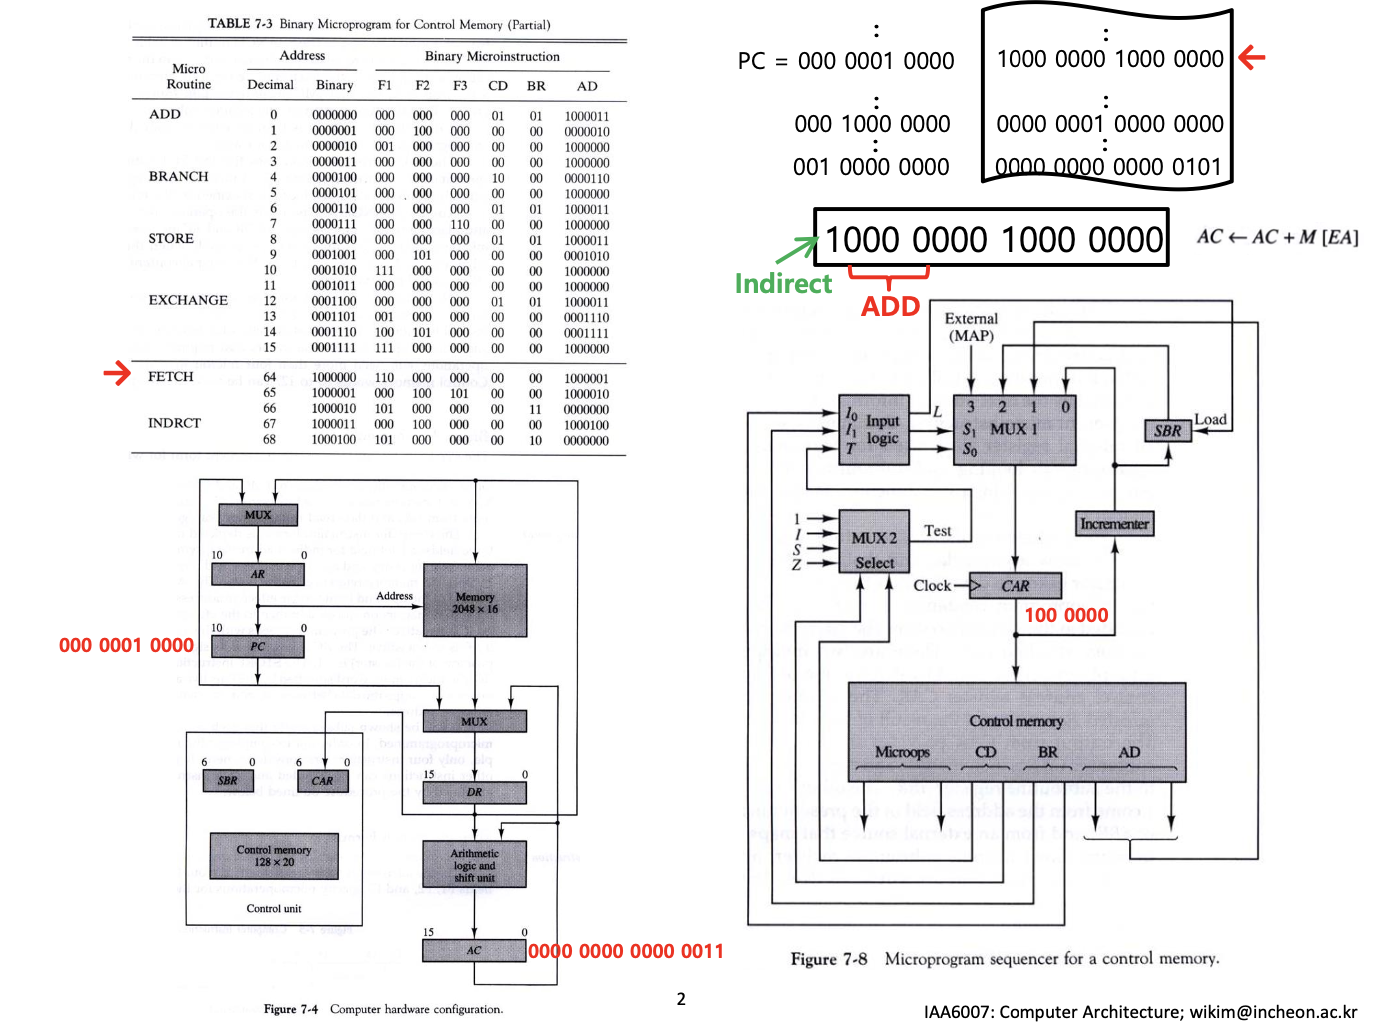 TABLE 7-3 Binary Microprogram for Control Memory (Partial)
Micro Routine Address Binary Microinstruction
Decimal Binary F1 F2 F3 CD BR AD
ADD 0 0000000 000 000 000 01 01 1000011
1 0000001 000 100 000 00 00 0000010
2 0000010 001 000 000 00 00 1000000
3 0000011 000 000 000 00 00 1000000
BRANCH 4 0000100 000 000 000 10 00 0000110
5 0000101 000 000 000 00 00 1000000
6 0000110 000 000 000 01 01 1000011
7 0000111 000 000 110 00 00 1000000
STORE 8 0001000 000 000 000 01 01 1000011
9 0001001 000 101 000 00 00 0001010
10 0001010 111 000 000 00 00 1000000
11 0001011 000 000 000 00 00 1000000
EXCHANGE 12 0001100 000 000 000 01 01 1000011
13 0001101 001 000 000 00 00 0001110
14 0001110 100 101 000 00 00 0001111
15 0001111 111 000 000 00 00 1000000
FETCH 64 1000000 110 000 000 00 00 1000001
65 1000001 000 100 101 00 00 1000010
66 1000010 101 000 000 00 11 0000000
INDRCT 67 1000011 000 100 000 00 00 1000100
68 1000100 101 000 000 00 10 0000000
PC = 000 0001 0000 1000 0000 1000 0000
000 1000 0000 0000 0001 0000 0000
001 0000 0000 0000 0000 0000 0101
1000 0000 1000 0000
AC ← AC + M [EA]
Indirect
ADD
MUX
10 0
AR
Address
Memory
2048 × 16
10 0
PC
000 0001 0000
MUX
6 0
SBR
6 0
CAR
15 0
DR
Control memory
128 × 20
Control unit
Arithmetic
logic and
shift unit
15 0
AC
0000 0000 0000 0011
Figure 7-4 Computer hardware configuration.
External
(MAP)
I0
I1
T
Input
logic
L
3 2 1 0
S1
S0
MUX 1
SBR
Load
Incrementer
1
I
S
Z
MUX 2
Select
Test
Clock
CAR
100 0000
Control memory
Microops CD BR AD
Figure 7-8 Microprogram sequencer for a control memory.
2
IAA6007: Computer Architecture; wikim@incheon.ac.kr